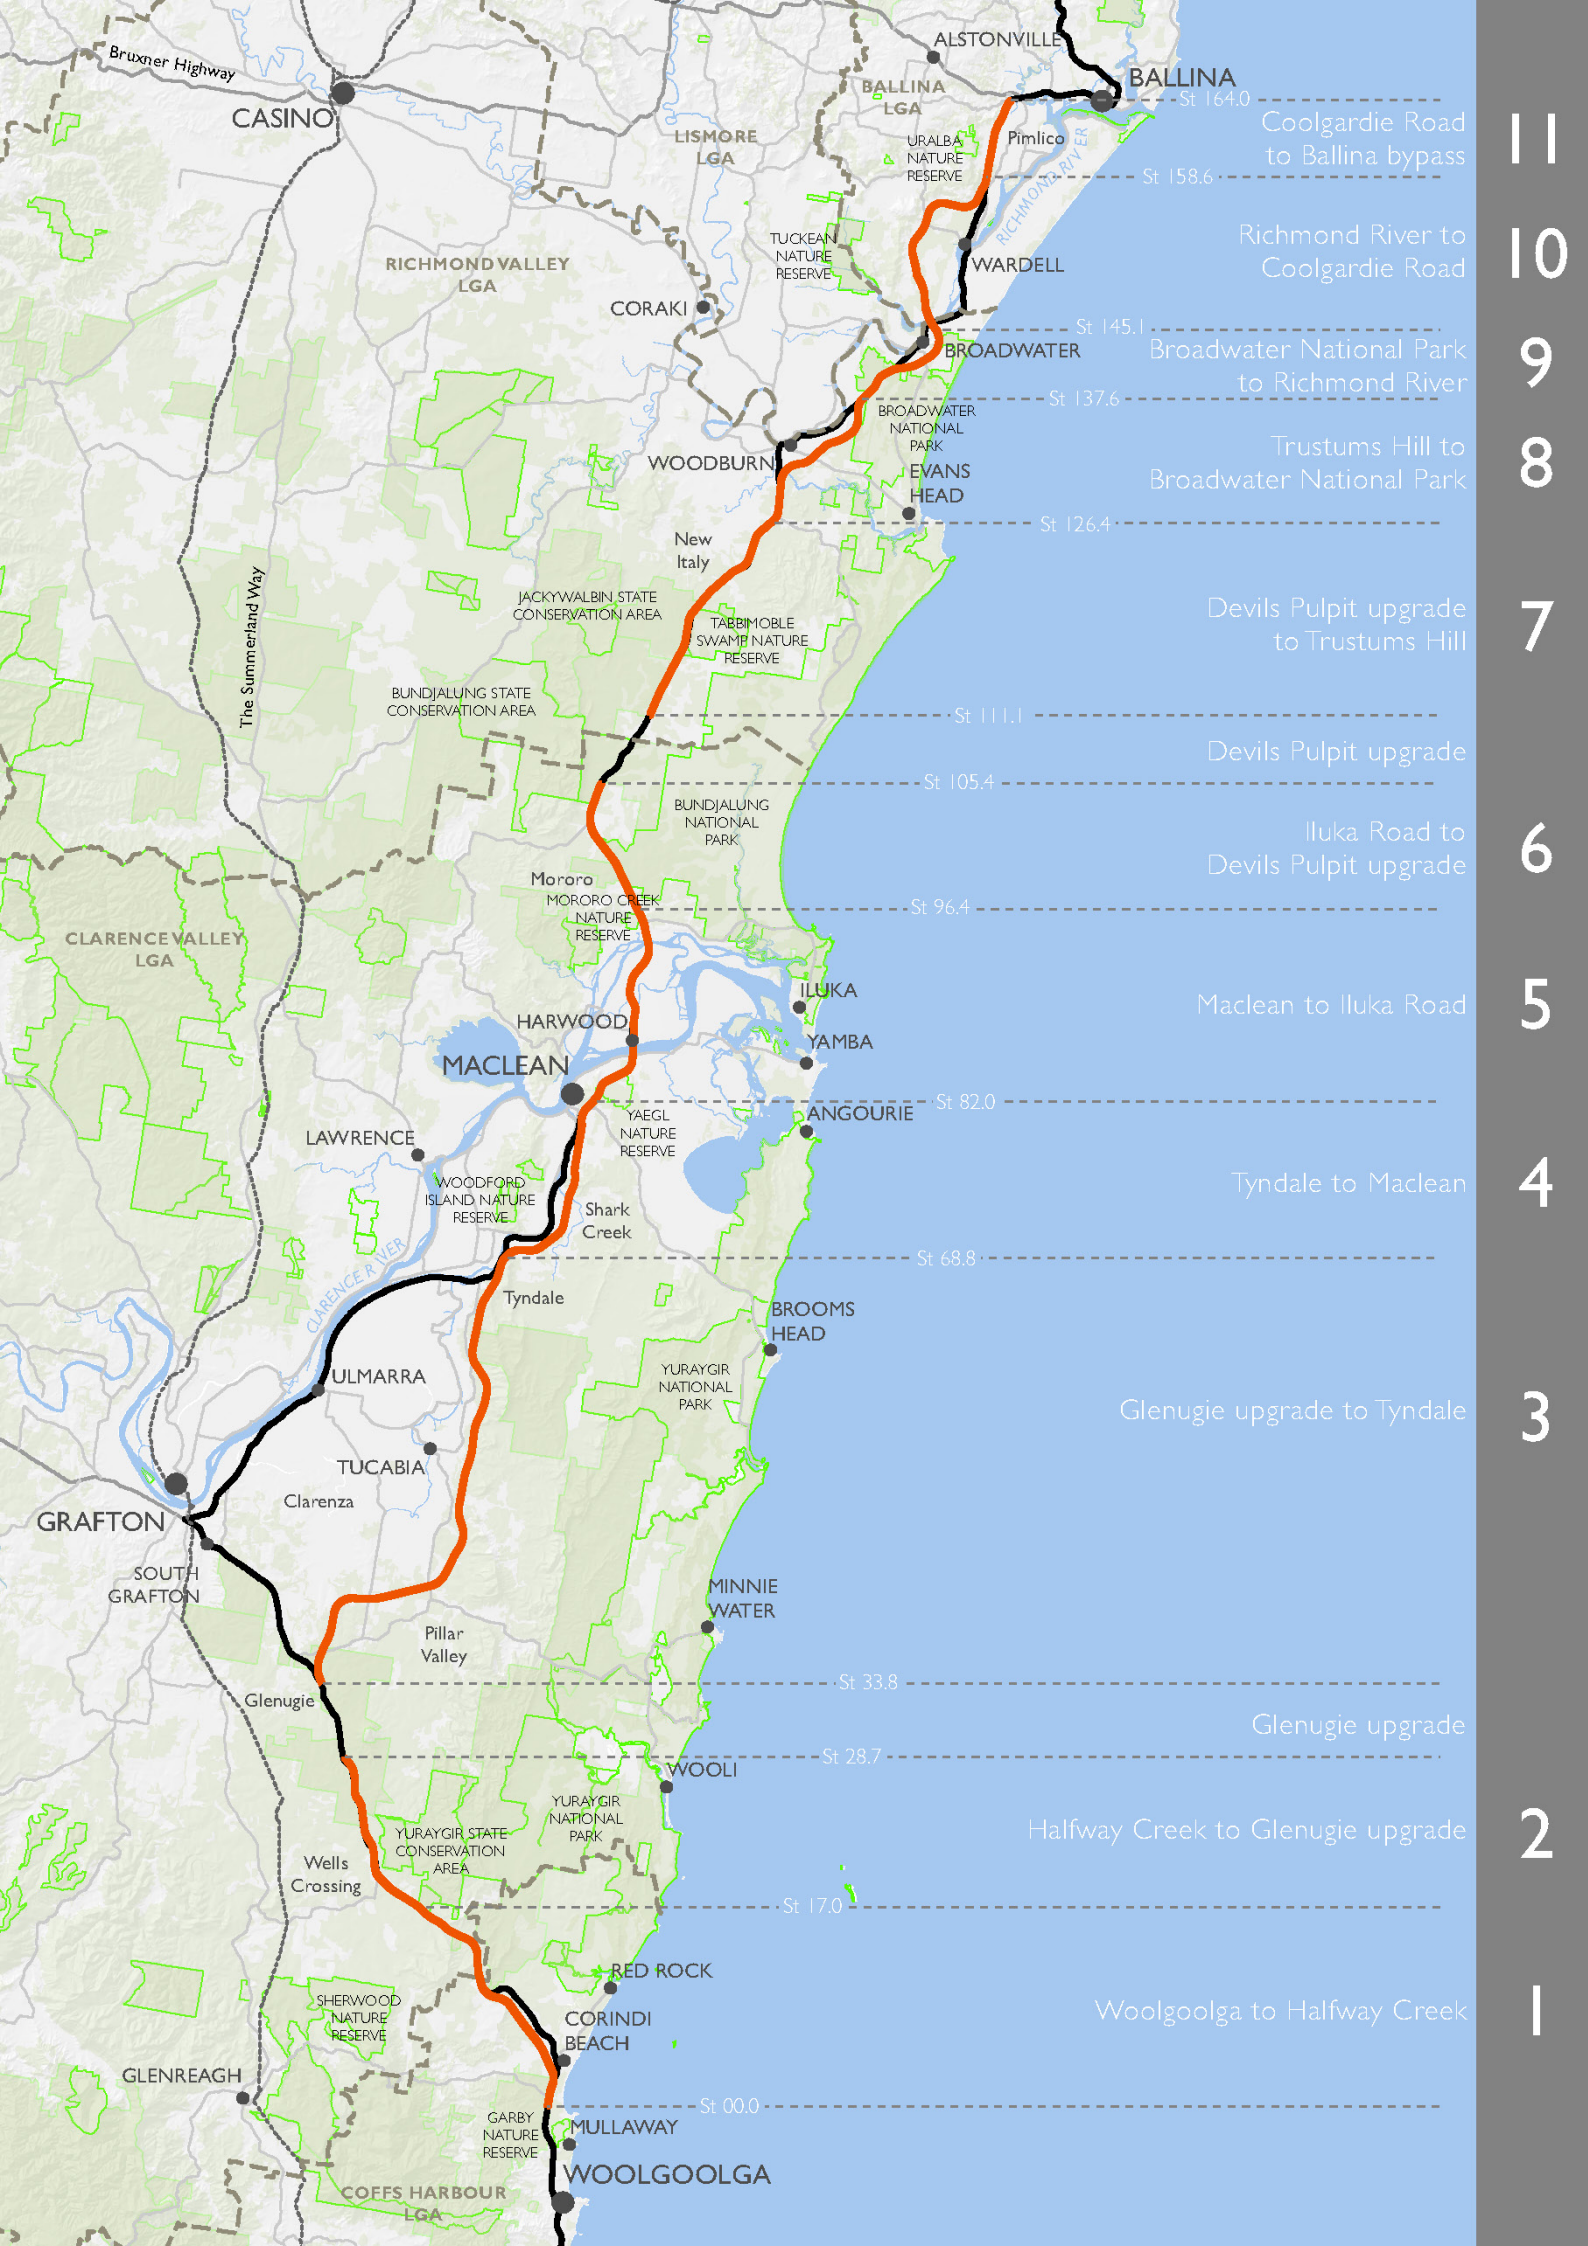 ALSTONVILLE
Bruxner Highway
BALLINA
BALLINA
LGA
St 164.0
CASINO
Coolgardie Road
to Ballina bypass
11
LISMORE
LGA
URALBA
NATURE
RESERVE
Pimlico
RICHMOND RIVER
St 158.6
TUCKEAN
NATURE
RESERVE
WARDELL
Richmond River to
Coolgardie Road
10
RICHMOND VALLEY
LGA
CORAKI
St 145.1
BROADWATER
Broadwater National Park
to Richmond River
9
St 137.6
BROADWATER
NATIONAL
PARK
WOODBURN
Trustums Hill to
Broadwater National Park
8
EVANS
HEAD
St 126.4
New
Italy
The Summerland Way
JACKYWALBIN STATE
CONSERVATION AREA
TABBIMOBLE
SWAMP NATURE
RESERVE
Devils Pulpit upgrade
to Trustums Hill
7
BUNDJALUNG STATE
CONSERVATION AREA
St 111.1
Devils Pulpit upgrade
St 105.4
BUNDJALUNG
NATIONAL
PARK
Iluka Road to
Devils Pulpit upgrade
6
Mororo
MORORO CREEK
NATURE
RESERVE
St 96.4
CLARENCE VALLEY
LGA
ILUKA
Maclean to Iluka Road
5
HARWOOD
YAMBA
MACLEAN
St 82.0
ANGOURIE
YAEGL
NATURE
RESERVE
LAWRENCE
WOODFORD
ISLAND NATURE
RESERVE
Tyndale to Maclean
4
Shark
Creek
CLARENCE RIVER
St 68.8
Tyndale
BROOMS
HEAD
ULMARRA
YURAYGIR
NATIONAL
PARK
Glenugie upgrade to Tyndale
3
TUCABIA
Clarenza
GRAFTON
SOUTH
GRAFTON
MINNIE
WATER
Pillar
Valley
St 33.8
Glenugie
Glenugie upgrade
St 28.7
WOOLI
YURAYGIR
NATIONAL
PARK
YURAYGIR STATE
CONSERVATION
AREA
Halfway Creek to Glenugie upgrade
2
Wells
Crossing
St 17.0
RED ROCK
SHERWOOD
NATURE
RESERVE
CORINDI
BEACH
Woolgoolga to Halfway Creek
1
GLENREAGH
St 00.0
GARBY
NATURE
RESERVE
MULLAWAY
WOOLGOOLGA
COFFS HARBOUR
LGA